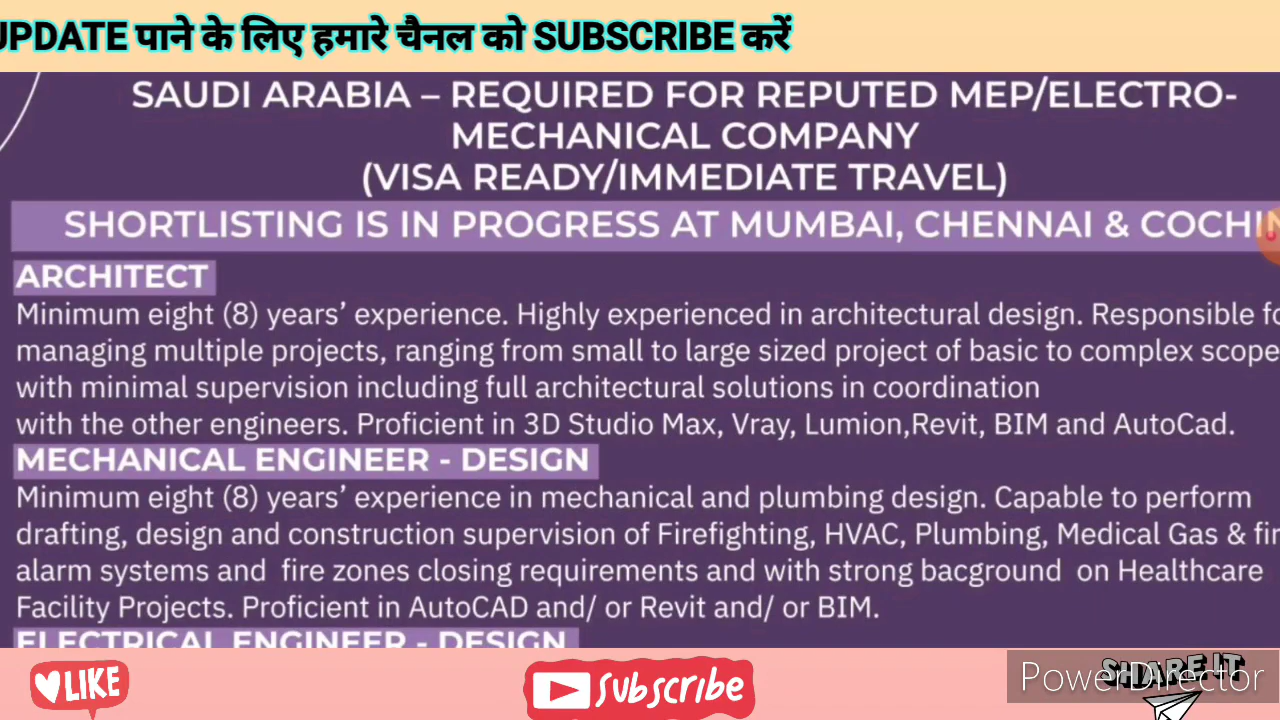 UPDATE पाने के लिए हमारे चैनल को SUBSCRIBE करें
SAUDI ARABIA – REQUIRED FOR REPUTED MEP/ELECTRO-
MECHANICAL COMPANY
(VISA READY/IMMEDIATE TRAVEL)
SHORTLISTING IS IN PROGRESS AT MUMBAI, CHENNAI & COCHIN
ARCHITECT
Minimum eight (8) years’ experience. Highly experienced in architectural design. Responsible fo
managing multiple projects, ranging from small to large sized project of basic to complex scope
with minimal supervision including full architectural solutions in coordination
with the other engineers. Proficient in 3D Studio Max, Vray, Lumion,Revit, BIM and AutoCad.
MECHANICAL ENGINEER - DESIGN
Minimum eight (8) years’ experience in mechanical and plumbing design. Capable to perform
drafting, design and construction supervision of Firefighting, HVAC, Plumbing, Medical Gas & fir
alarm systems and fire zones closing requirements and with strong bacground on Healthcare
Facility Projects. Proficient in AutoCAD and/ or Revit and/ or BIM.
ELECTRICAL ENGINEER - DESIGN
LIKE
Subscribe
SHARE IT
PowerDirector